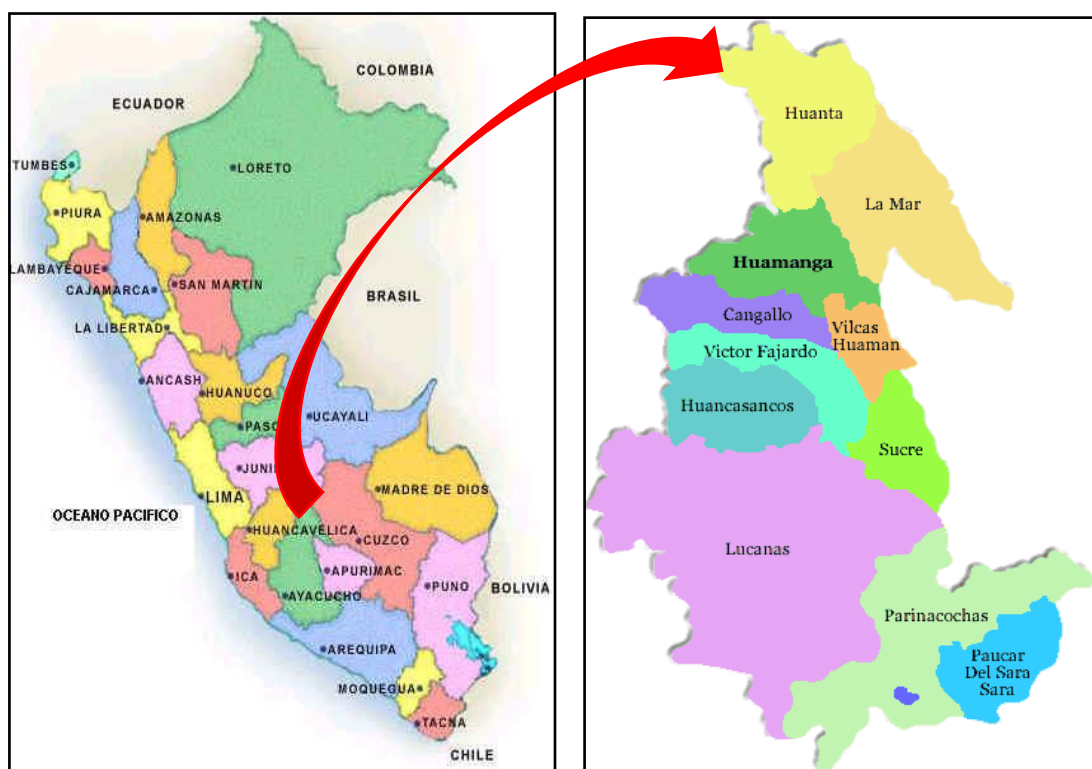 COLOMBIA
ECUADOR
TUMBES
LORETO
PIURA
AMAZONAS
LAMBAYEQUE
SAN MARTIN
CAJAMARCA
BRASIL
LA LIBERTAD
ANCASH
HUANUCO
UCAYALI
PASC
JUNI
MADRE DE DIOS
LIMA
OCEANO PACIFICO
HUANCAVELICA
CUZCO
ICA
APURIMAC
PUNO
BOLIVIA
AYACUCHO
AREQUIPA
MOQUEGUA
TACNA
CHILE
Huanta
La Mar
Huamanga
Cangallo
Vilcas
Huaman
Victor Fajardo
Huancasancos
Sucre
Lucanas
Parinacochas
Paucar
Del Sara
Sara